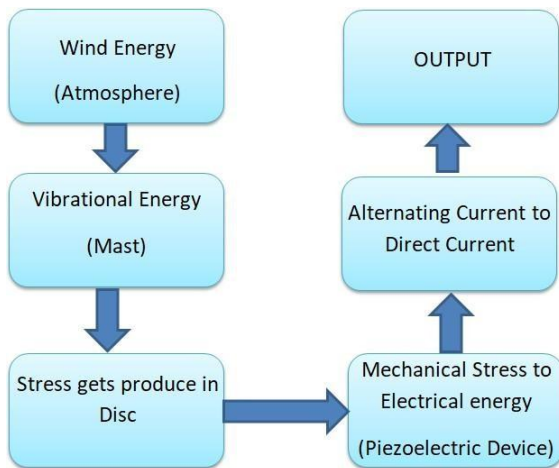 Wind Energy
(Atmosphere)
Vibrational Energy
(Mast)
Stress gets produce in
Disc
Mechanical Stress to
Electrical energy
(Piezoelectric Device)
Alternating Current to
Direct Current
OUTPUT